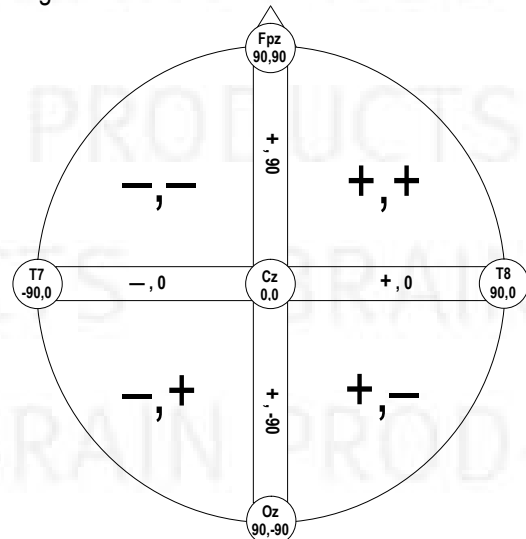 Fpz
90,90
PRODUCTS
+ , 90
–,–
+,+
T7
-90,0
– , 0
Cz
0,0
+ , 0
T8
90,0
CTS
BRAIN
–,+
+ , -90
+,–
BRAIN PROD
Oz
90,-90